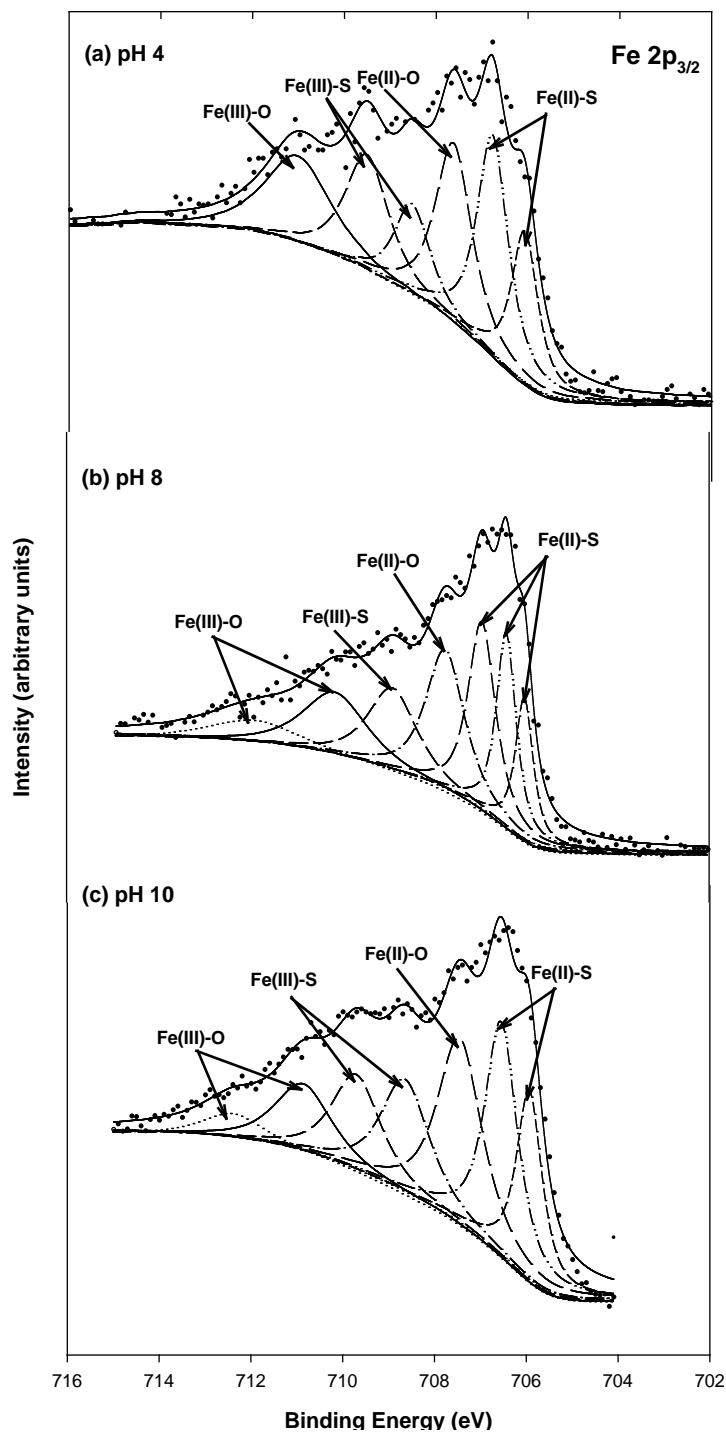 (a) pH 4
Fe 2p3/2
Fe(III)-O
Fe(III)-S
Fe(II)-O
Fe(II)-S
(b) pH 8
Fe(III)-O
Fe(III)-S
Fe(II)-O
Fe(II)-S
Intensity (arbitrary units)
(c) pH 10
Fe(III)-O
Fe(III)-S
Fe(II)-O
Fe(II)-S
716 714 712 710 708 706 704 702
Binding Energy (eV)